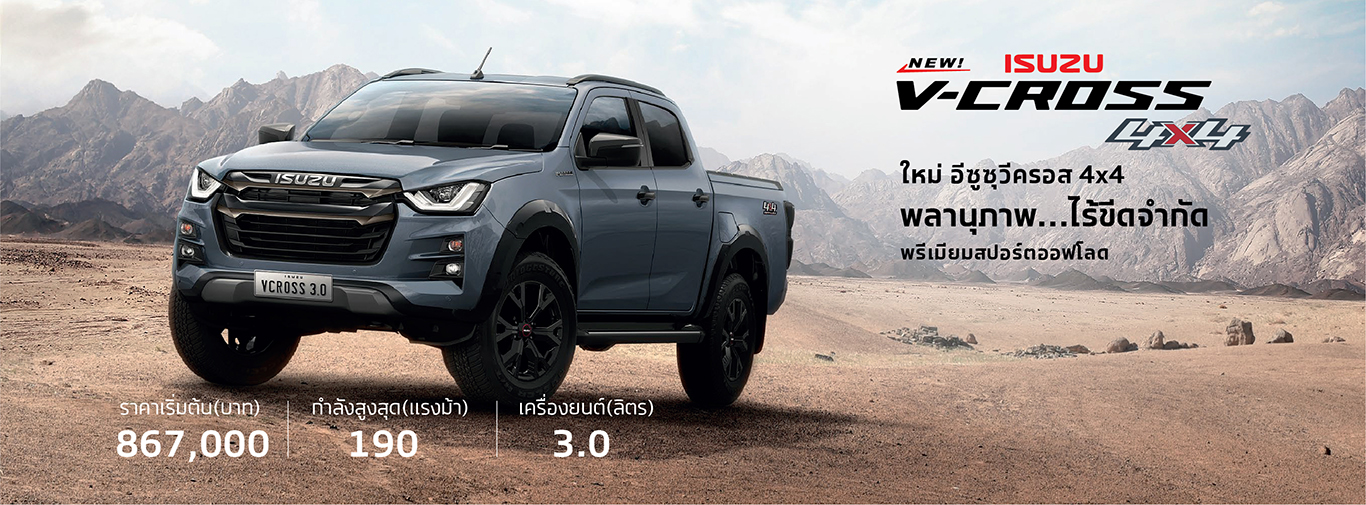 NEW! ISUZU
V-CROSS
4x4
ใหม่ อีซูซุวีครอส 4x4
พลานุภาพ...ไร้ขีดจำกัด
พรีเมียมสปอร์ตออฟโลด
ISUZU
ISUZU
VCROSS 3.0
4x4
ราคาเริ่มต้น(บาท)
867,000
กำลังสูงสุด(แรงม้า)
190
เครื่องยนต์(ลิตร)
3.0